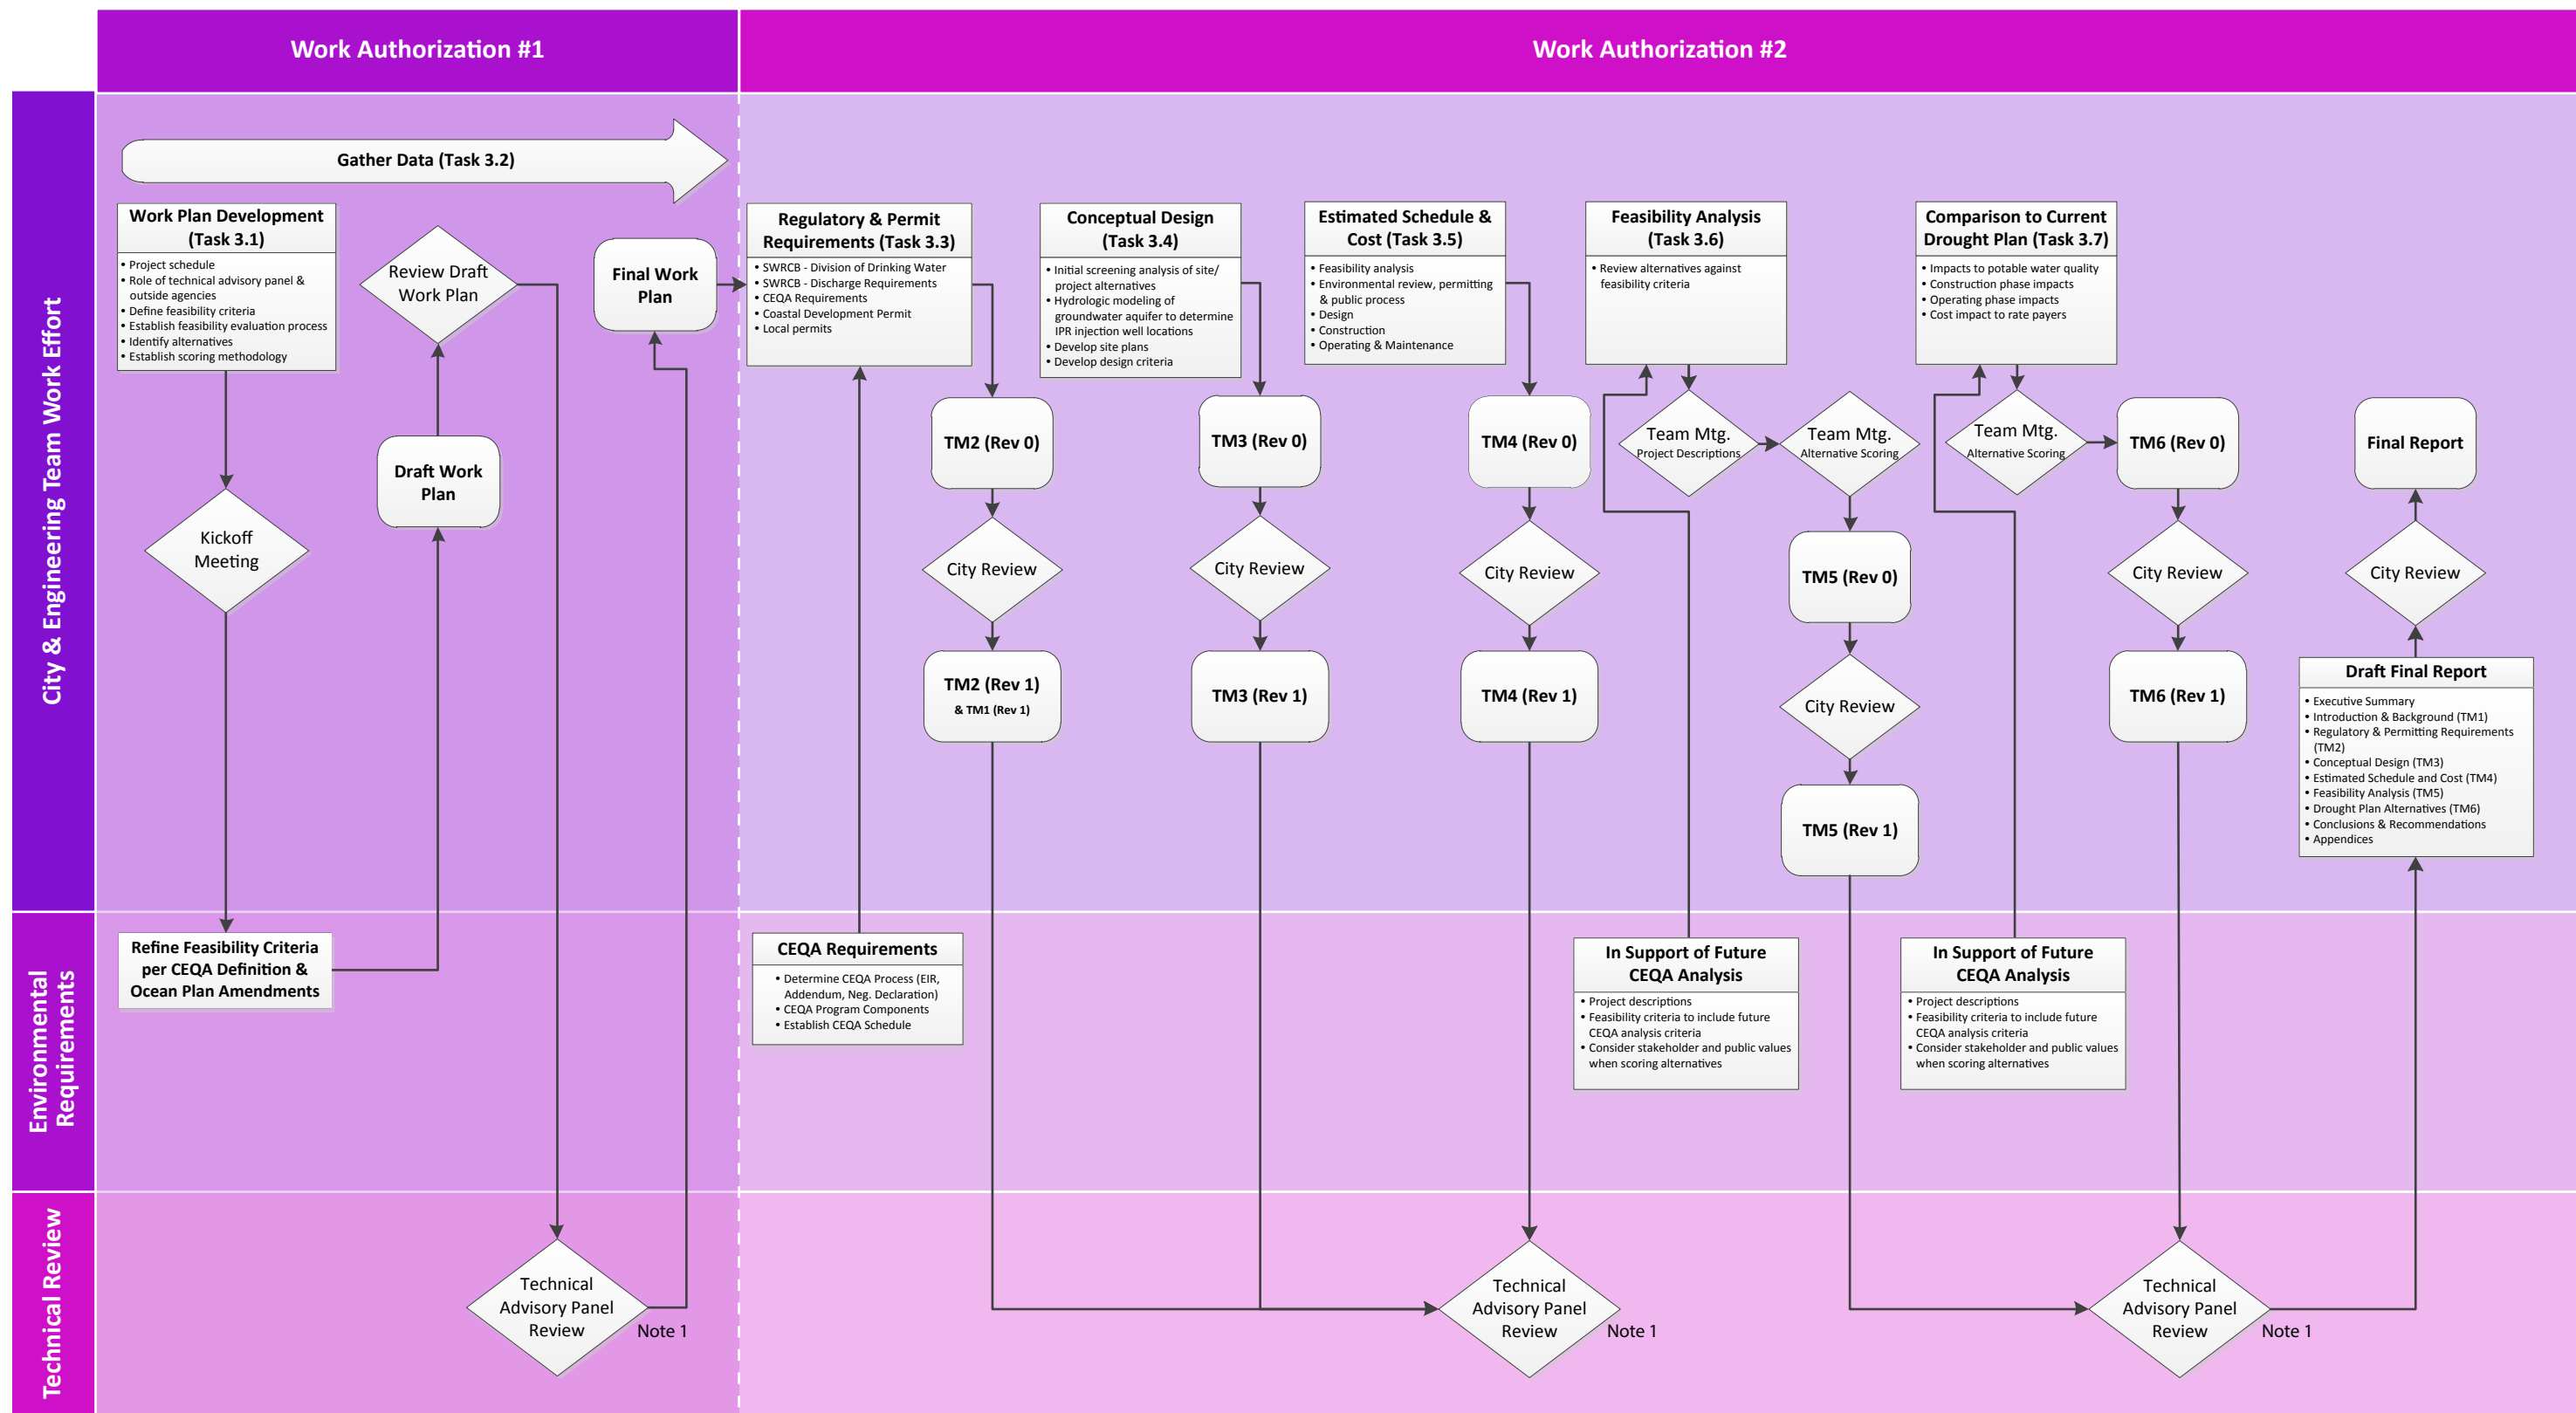 Work Authorization #1
Work Authorization #2
City & Engineering Team Work Effort
Gather Data (Task 3.2)
Work Plan Development
(Task 3.1)
• Project schedule
• Role of technical advisory panel &
outside agencies
• Define feasibility criteria
• Establish feasibility evaluation process
• Identify alternatives
• Establish scoring methodology
Kickoff
Meeting
Review Draft
Work Plan
Draft Work
Plan
Final Work
Plan
Regulatory & Permit
Requirements (Task 3.3)
• SWRCB - Division of Drinking Water
• SWRCB - Discharge Requirements
• CEQA Requirements
• Coastal Development Permit
• Local permits
TM2 (Rev 0)
City Review
TM2 (Rev 1)
& TM1 (Rev 1)
Conceptual Design
(Task 3.4)
• Initial screening analysis of site/
project alternatives
• Hydrologic modeling of
groundwater aquifer to determine
IPR injection well locations
• Develop site plans
• Develop design criteria
TM3 (Rev 0)
City Review
TM3 (Rev 1)
Estimated Schedule &
Cost (Task 3.5)
• Feasibility analysis
• Environmental review, permitting
& public process
• Design
• Construction
• Operating & Maintenance
TM4 (Rev 0)
City Review
TM4 (Rev 1)
Feasibility Analysis
(Task 3.6)
• Review alternatives against
feasibility criteria
Team Mtg.
Project Descriptions
Team Mtg.
Alternative Scoring
TM5 (Rev 0)
City Review
TM5 (Rev 1)
Comparison to Current
Drought Plan (Task 3.7)
• Impacts to potable water quality
• Construction phase impacts
• Operating phase impacts
• Cost impact to rate payers
Team Mtg.
Alternative Scoring
TM6 (Rev 0)
City Review
TM6 (Rev 1)
Final Report
City Review
Draft Final Report
• Executive Summary
• Introduction & Background (TM1)
• Regulatory & Permitting Requirements
(TM2)
• Conceptual Design (TM3)
• Estimated Schedule and Cost (TM4)
• Feasibility Analysis (TM5)
• Drought Plan Alternatives (TM6)
• Conclusions & Recommendations
• Appendices
Environmental
Requirements
Refine Feasibility Criteria
per CEQA Definition &
Ocean Plan Amendments
CEQA Requirements
• Determine CEQA Process (EIR,
Addendum, Neg. Declaration)
• CEQA Program Components
• Establish CEQA Schedule
In Support of Future
CEQA Analysis
• Project descriptions
• Feasibility criteria to include future
CEQA analysis criteria
• Consider stakeholder and public values
when scoring alternatives
In Support of Future
CEQA Analysis
• Project descriptions
• Feasibility criteria to include future
CEQA analysis criteria
• Consider stakeholder and public values
when scoring alternatives
Technical Review
Technical
Advisory Panel
Review
Note 1
Technical
Advisory Panel
Review
Note 1
Technical
Advisory Panel
Review
Note 1